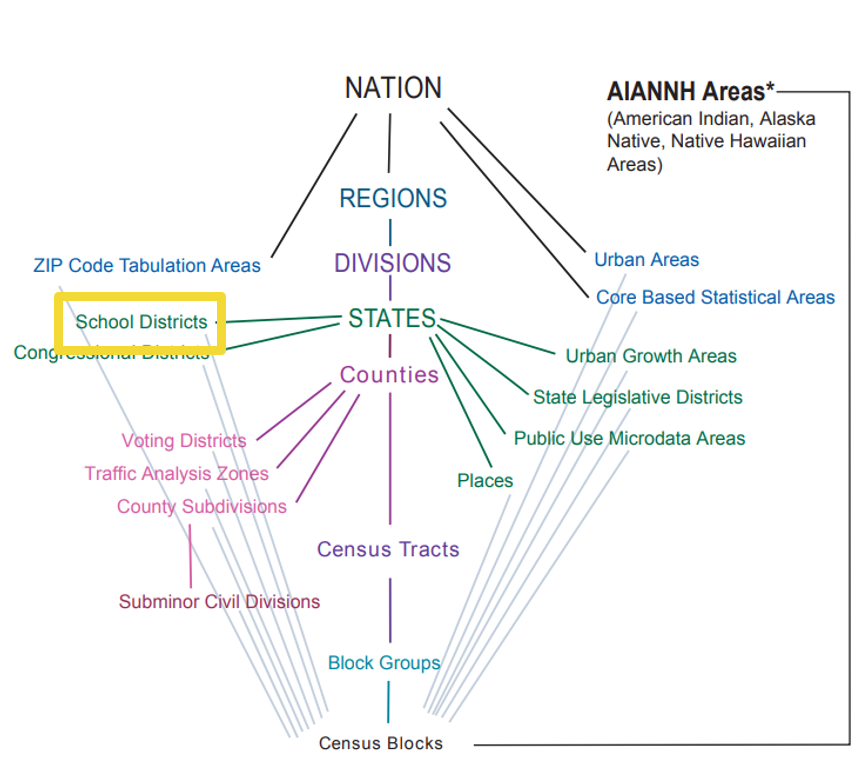 NATION
AIANNH Areas*
(American Indian, Alaska
Native, Native Hawaiian
Areas)
REGIONS
ZIP Code Tabulation Areas
DIVISIONS
Urban Areas
Core Based Statistical Areas
School Districts
STATES
Congressional Districts
Urban Growth Areas
Counties
State Legislative Districts
Voting Districts
Public Use Microdata Areas
Traffic Analysis Zones
Places
County Subdivisions
Census Tracts
Subminor Civil Divisions
Block Groups
Census Blocks